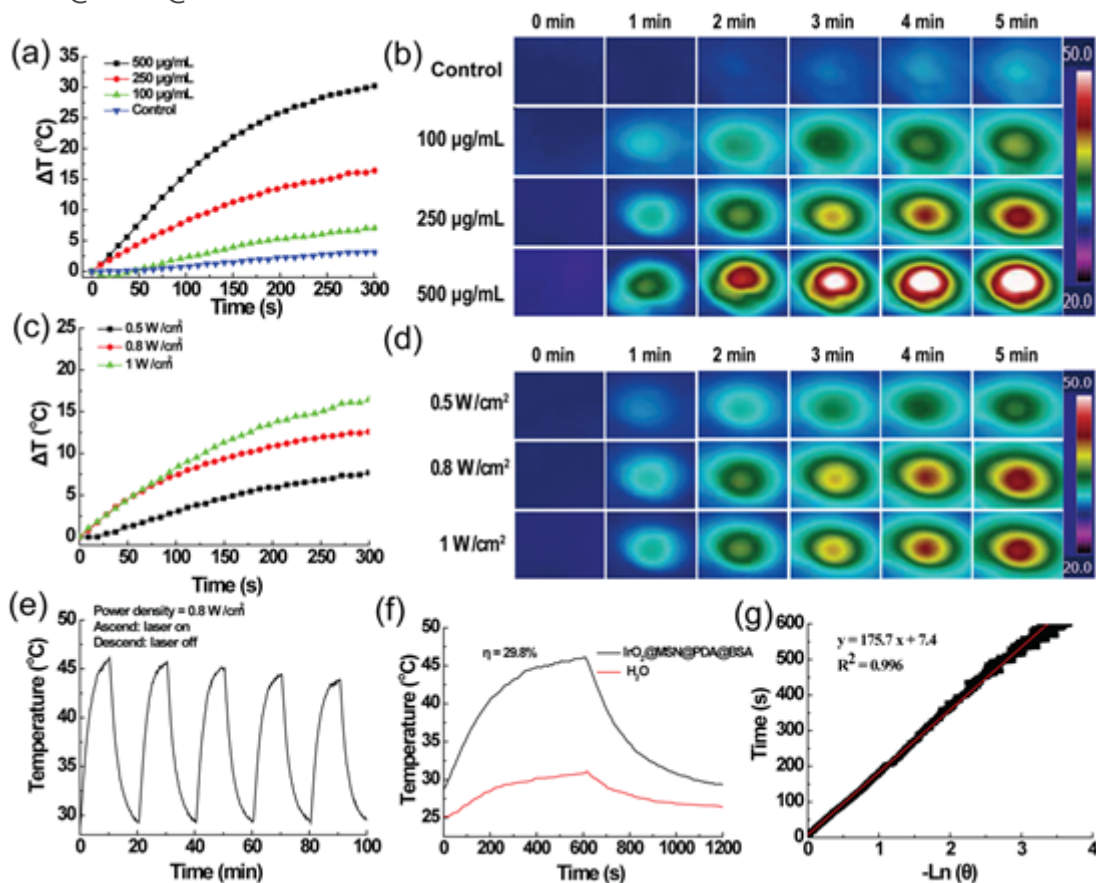 (a)
35
30
25
20
15
10
5
0
ΔT (°C)
500 μg/mL
250 μg/mL
100 μg/mL
Control
0 50 100 150 200 250 300
Time (s)
(b)
0 min 1 min 2 min 3 min 4 min 5 min
Control
100 μg/mL
250 μg/mL
500 μg/mL
50.0
20.0
(c)
25
20
15
10
5
0
ΔT (°C)
0.5 W/cm²
0.8 W/cm²
1 W/cm²
0 50 100 150 200 250 300
Time (s)
(d)
0 min 1 min 2 min 3 min 4 min 5 min
0.5 W/cm²
0.8 W/cm²
1 W/cm²
50.0
20.0
(e)
50
45
40
35
30
Temperature (°C)
Power density = 0.8 W/cm²
Ascend: laser on
Descend: laser off
0 20 40 60 80 100
Time (min)
(f)
50
45
40
35
30
25
20
Temperature (°C)
η = 29.8%
IrO₂@MSN@PDA@BSA
H₂O
0 200 400 600 800 1000 1200
Time (s)
(g)
600
500
400
300
200
100
0
Time (s)
y = 175.7 x + 7.4
R² = 0.996
0 1 2 3 4
-Ln (θ)